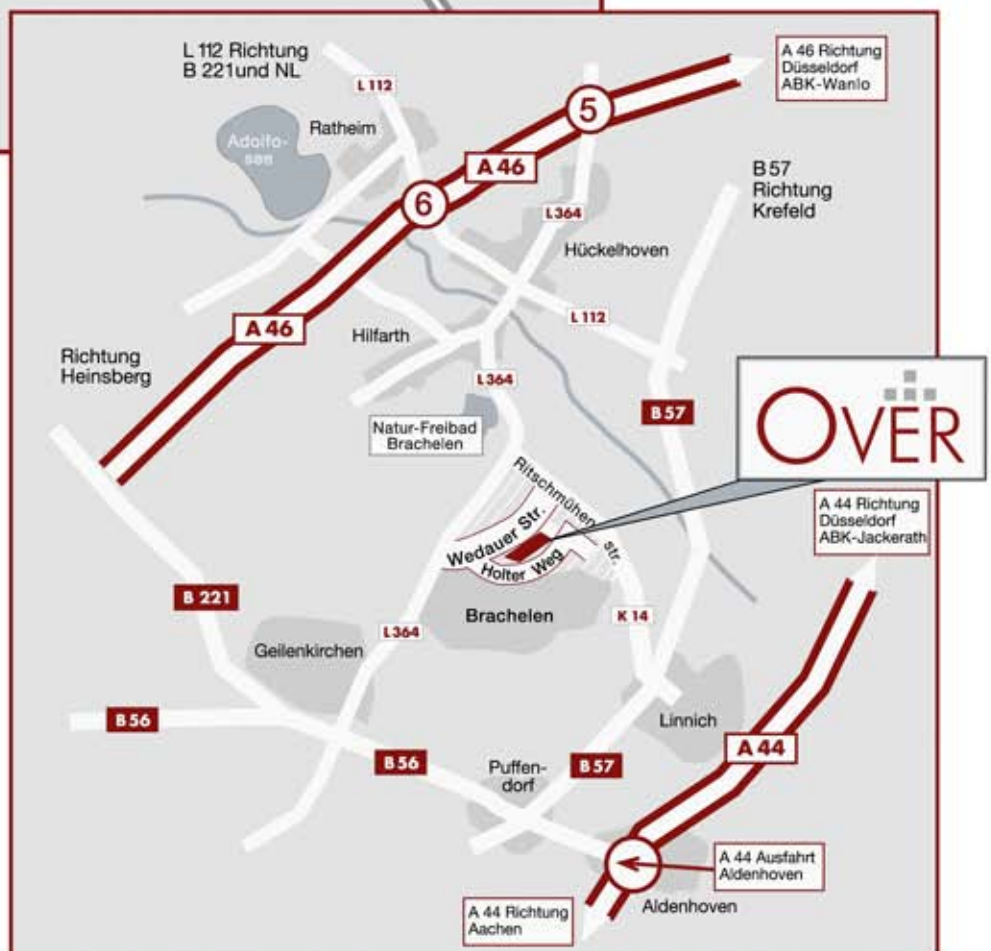 L 112 Richtung
B 221und NL
L 112
A 46 Richtung
Düsseldorf
ABK-Wanlo
Ratheim
Adolfo-
see
5
A 46
6
B 57
Richtung
Krefeld
L364
Hückelhoven
L 112
A 46
Hilfarth
Richtung
Heinsberg
L364
B 57
OVER
Natur-Freibad
Brachelen
Ritschmühen
str.
Wedauer Str.
Holter Weg
A 44 Richtung
Düsseldorf
ABK-Jackerath
B 221
Brachelen
K 14
L364
Geilenkirchen
B 56
Linnich
A 44
B 56
Puffen-
dorf
B 57
A 44 Ausfahrt
Aldenhoven
Aldenhoven
A 44 Richtung
Aachen